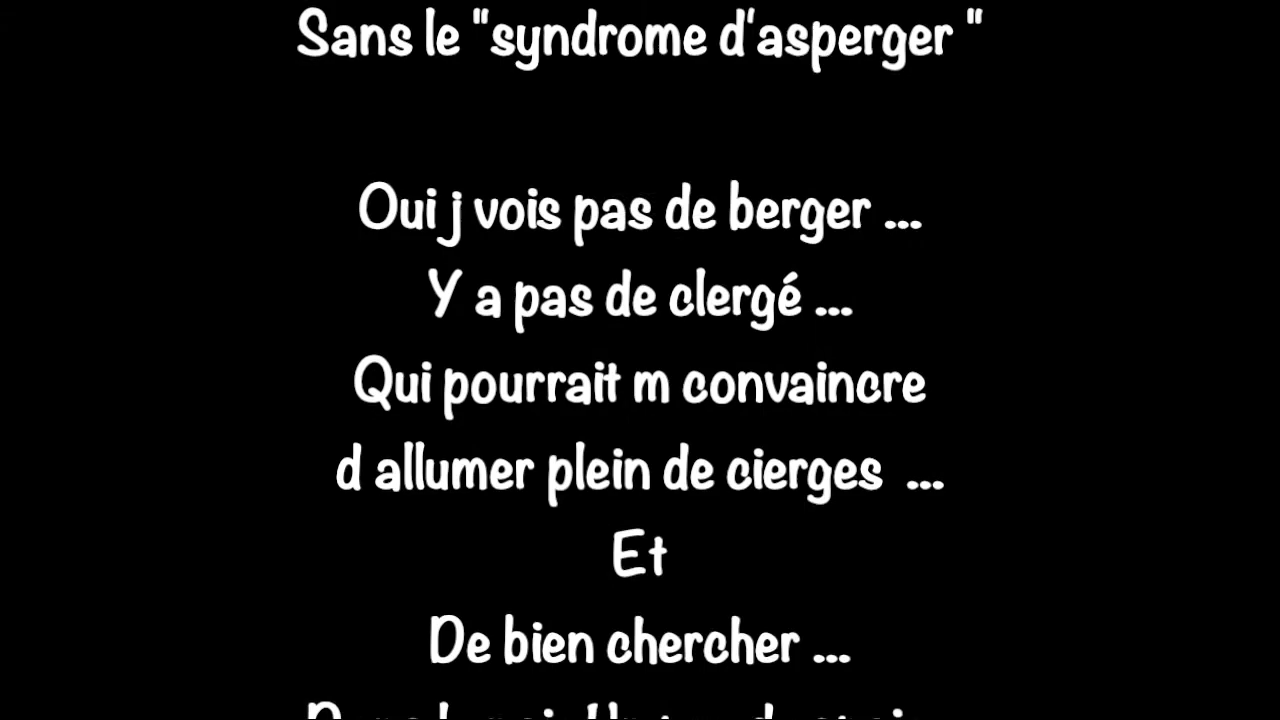 Sans le "syndrome d'asperger "
Oui j vois pas de berger ...
Y a pas de clergé ...
Qui pourrait m convaincre
d allumer plein de cierges ...
Et
De bien chercher ...